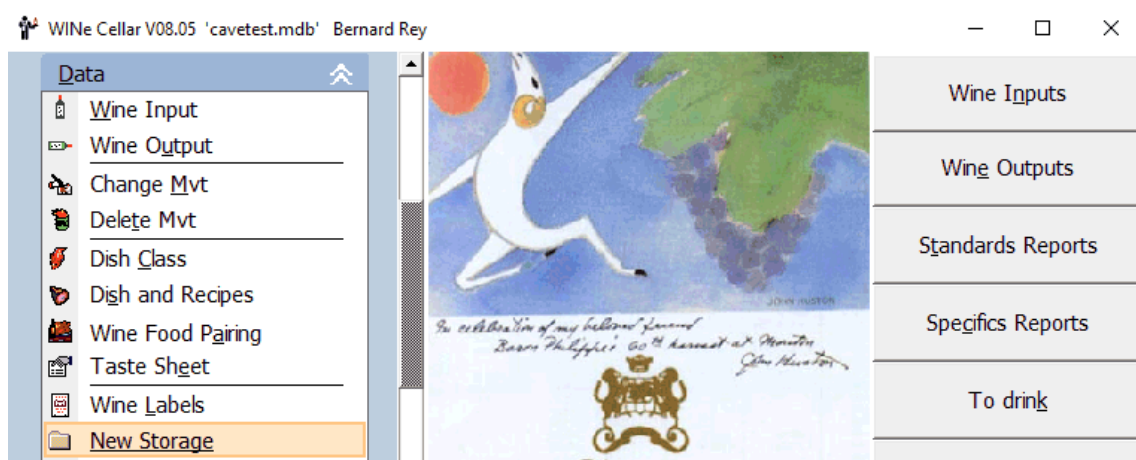 WINe Cellar V08.05 'cavetest.mdb' Bernard Rey
Data
Wine Input
Wine Output
Change Mvt
Delete Mvt
Dish Class
Dish and Recipes
Wine Food Pairing
Taste Sheet
Wine Labels
New Storage
JOHN HUSTON
In celebration of my beloved friend
Baron Philippe's 60th harvest at Mouton
John Huston
Wine Inputs
Wine Outputs
Standards Reports
Specifics Reports
To drink